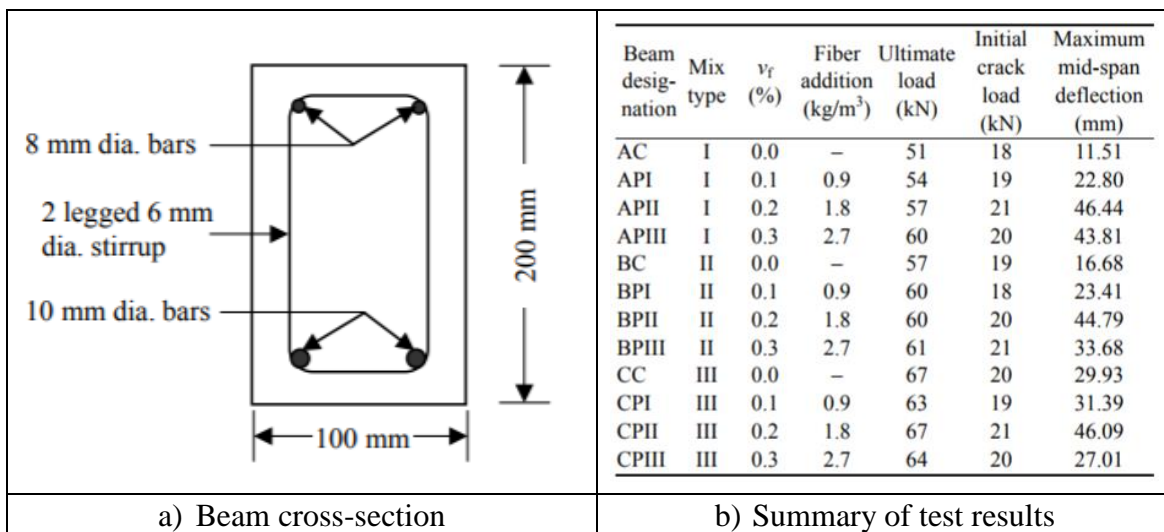 8 mm dia. bars
2 legged 6 mm
dia. stirrup
10 mm dia. bars
200 mm
100 mm
a) Beam cross-section
Beam desig-nation Mix type vf (%) Fiber addition (kg/m³) Ultimate load (kN) Initial crack load (kN) Maximum mid-span deflection (mm)
AC I 0.0 – 51 18 11.51
API I 0.1 0.9 54 19 22.80
APII I 0.2 1.8 57 21 46.44
APIII I 0.3 2.7 60 20 43.81
BC II 0.0 – 57 19 16.68
BPI II 0.1 0.9 60 18 23.41
BPII II 0.2 1.8 60 20 44.79
BPIII II 0.3 2.7 61 21 33.68
CC III 0.0 – 67 20 29.93
CPI III 0.1 0.9 63 19 31.39
CPII III 0.2 1.8 67 21 46.09
CPIII III 0.3 2.7 64 20 27.01
b) Summary of test results